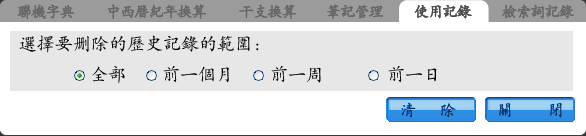 聯機字典 中西曆紀年換算 干支換算 筆記管理 使用記錄 檢索詞記錄
選擇要刪除的歷史記錄的範圍：
全部 前一個月 前一周 前一日
清 除 關 閉